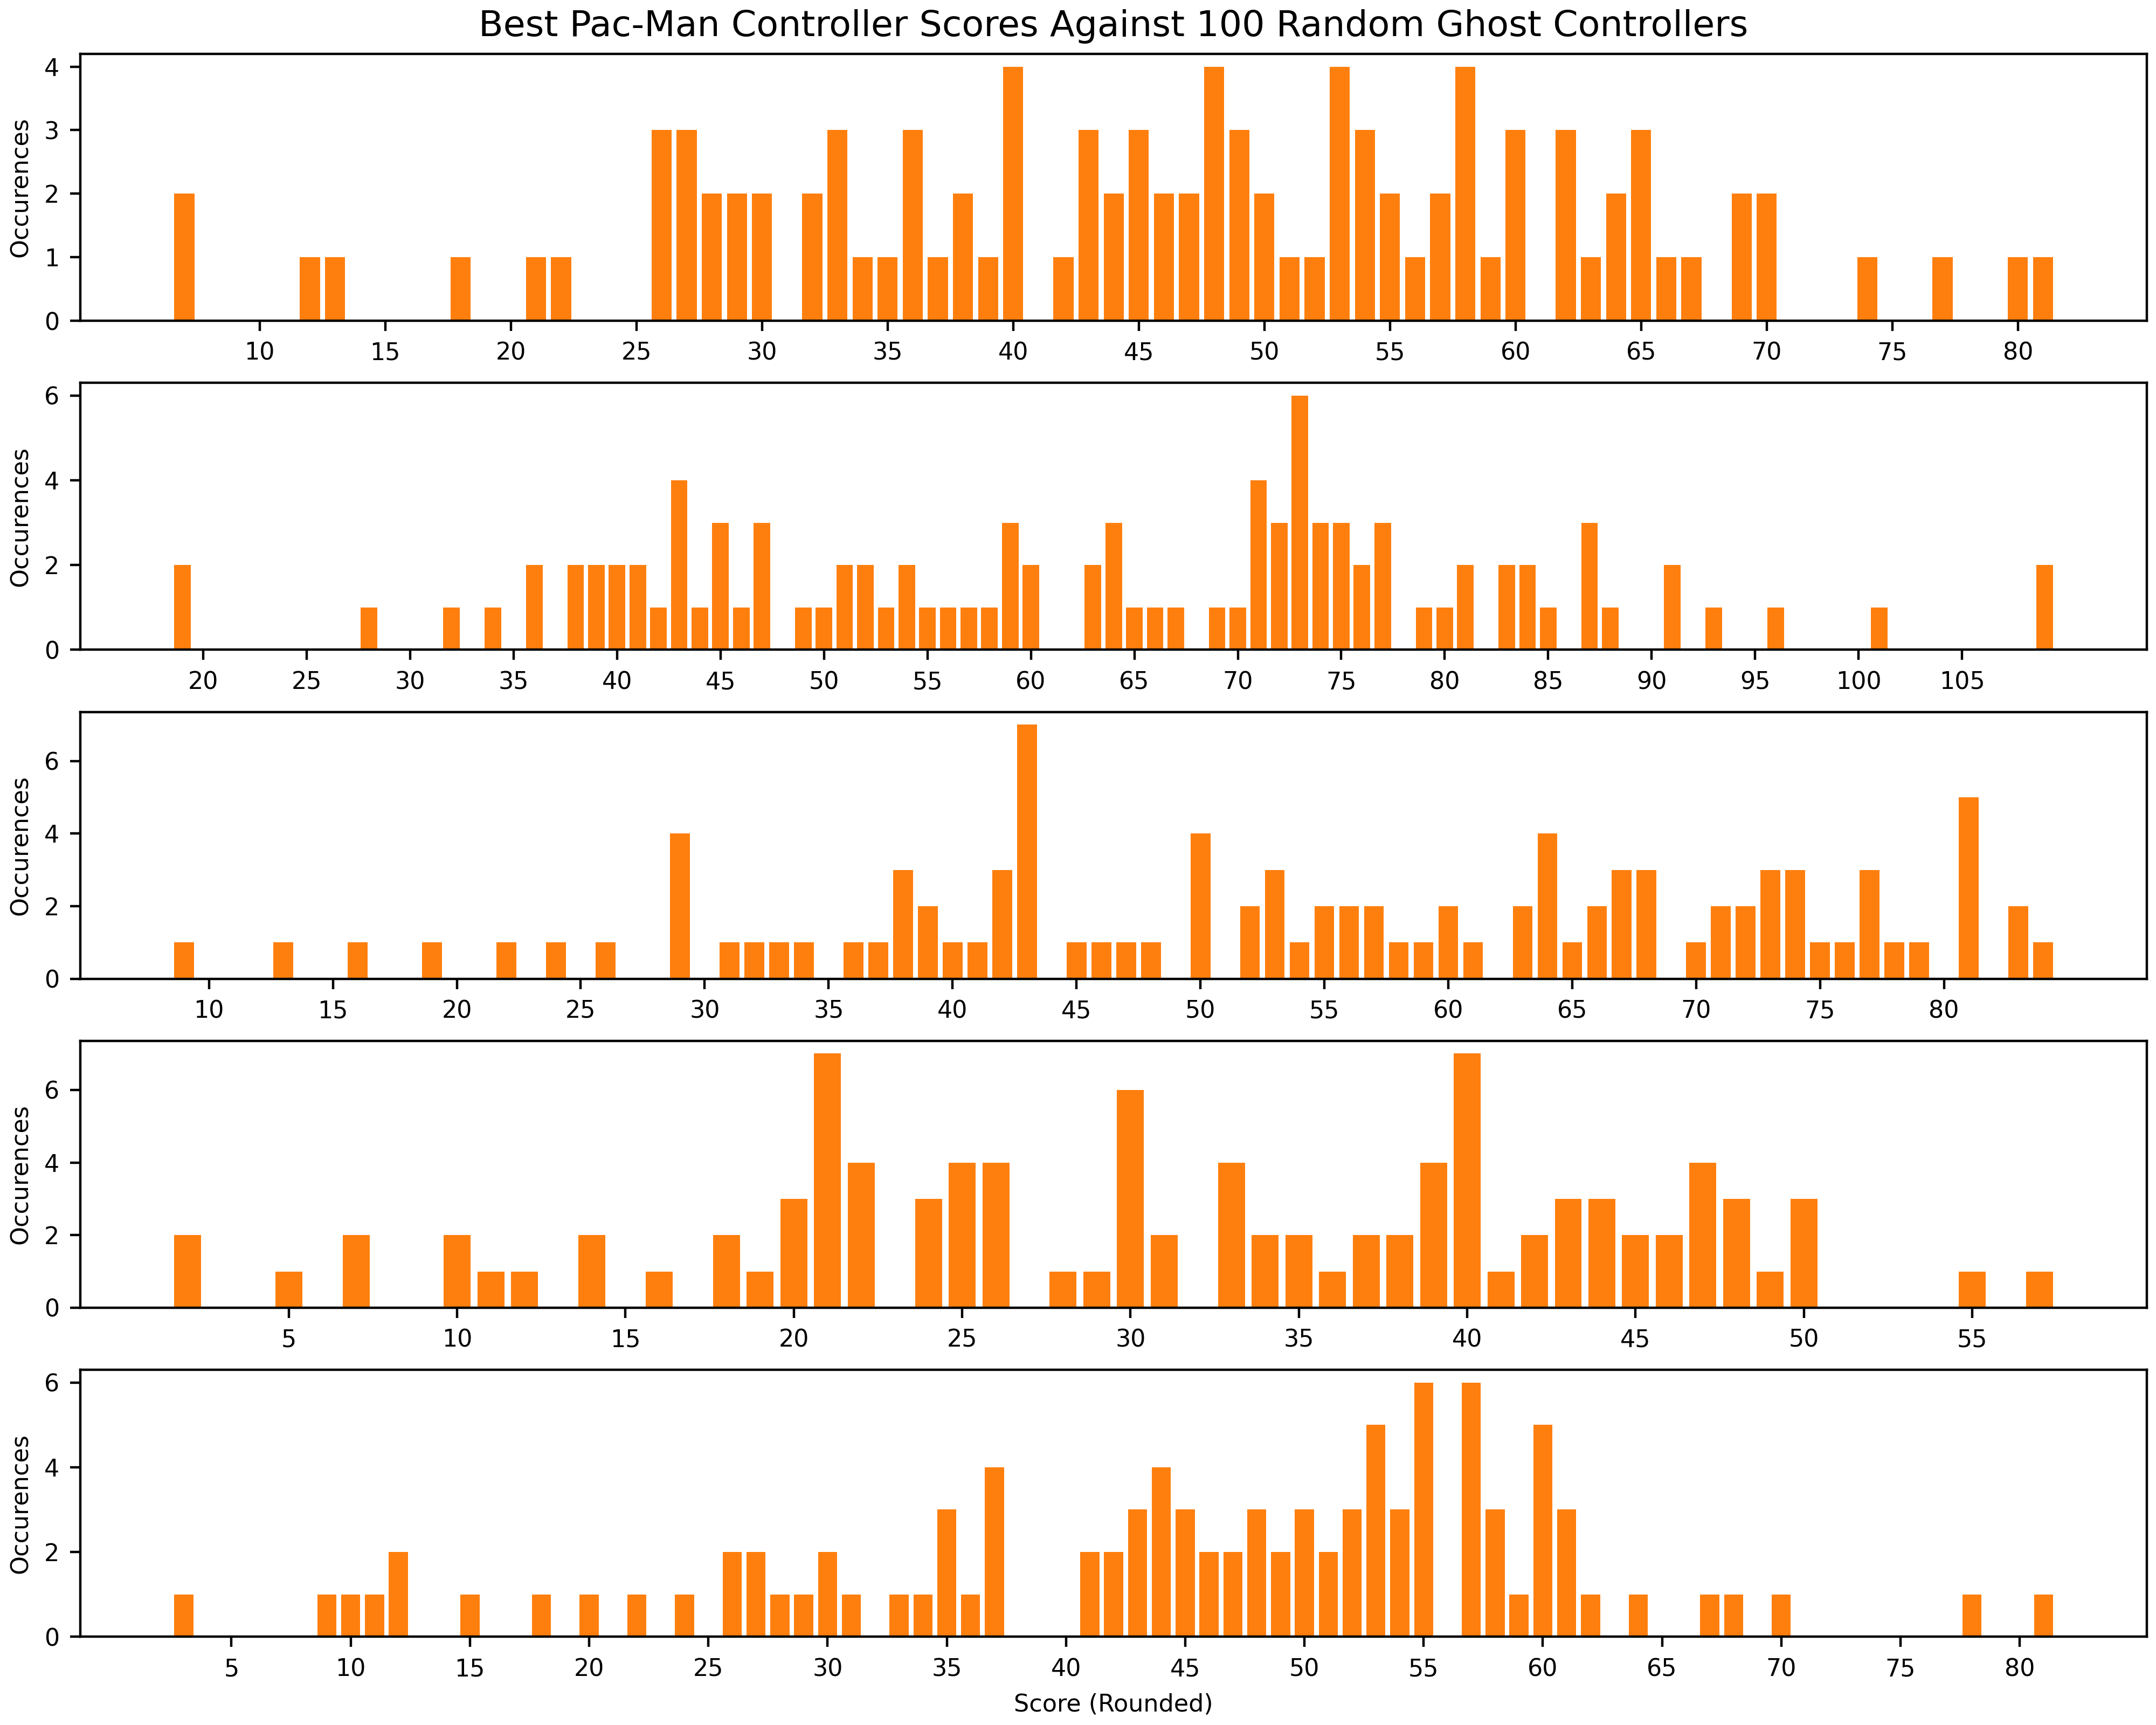 Best Pac-Man Controller Scores Against 100 Random Ghost Controllers
Occurences
4
3
2
1
0
10 15 20 25 30 35 40 45 50 55 60 65 70 75 80
Occurences
6
4
2
0
20 25 30 35 40 45 50 55 60 65 70 75 80 85 90 95 100 105
Occurences
6
4
2
0
10 15 20 25 30 35 40 45 50 55 60 65 70 75 80
Occurences
6
4
2
0
5 10 15 20 25 30 35 40 45 50 55
Occurences
6
4
2
0
5 10 15 20 25 30 35 40 45 50 55 60 65 70 75 80
Score (Rounded)